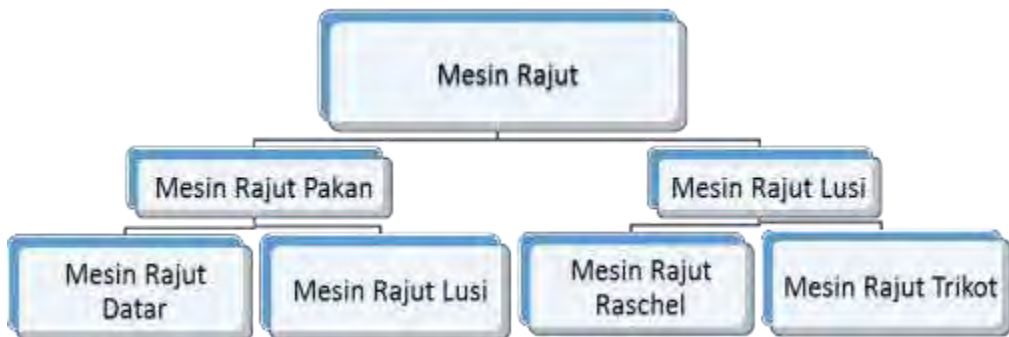 Mesin Rajut
Mesin Rajut Pakan
Mesin Rajut Lusi
Mesin Rajut
Datar
Mesin Rajut Lusi
Mesin Rajut
Raschel
Mesin Rajut Trikot